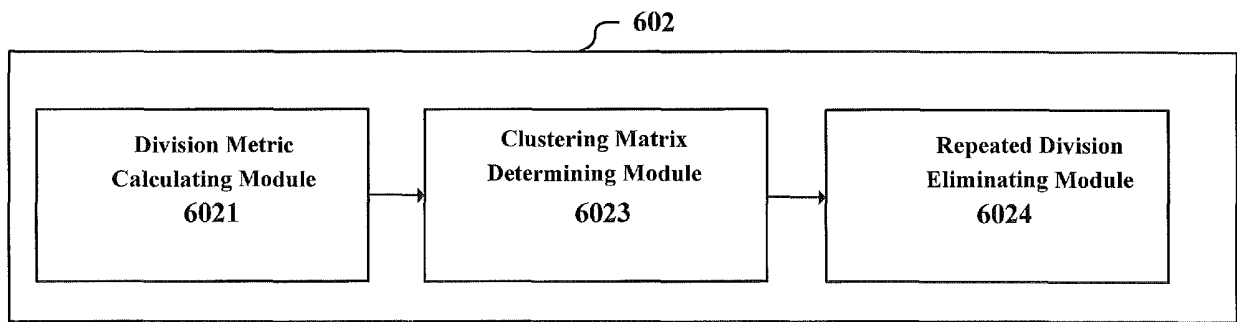 602
Division Metric
Calculating Module
6021
Clustering Matrix
Determining Module
6023
Repeated Division
Eliminating Module
6024